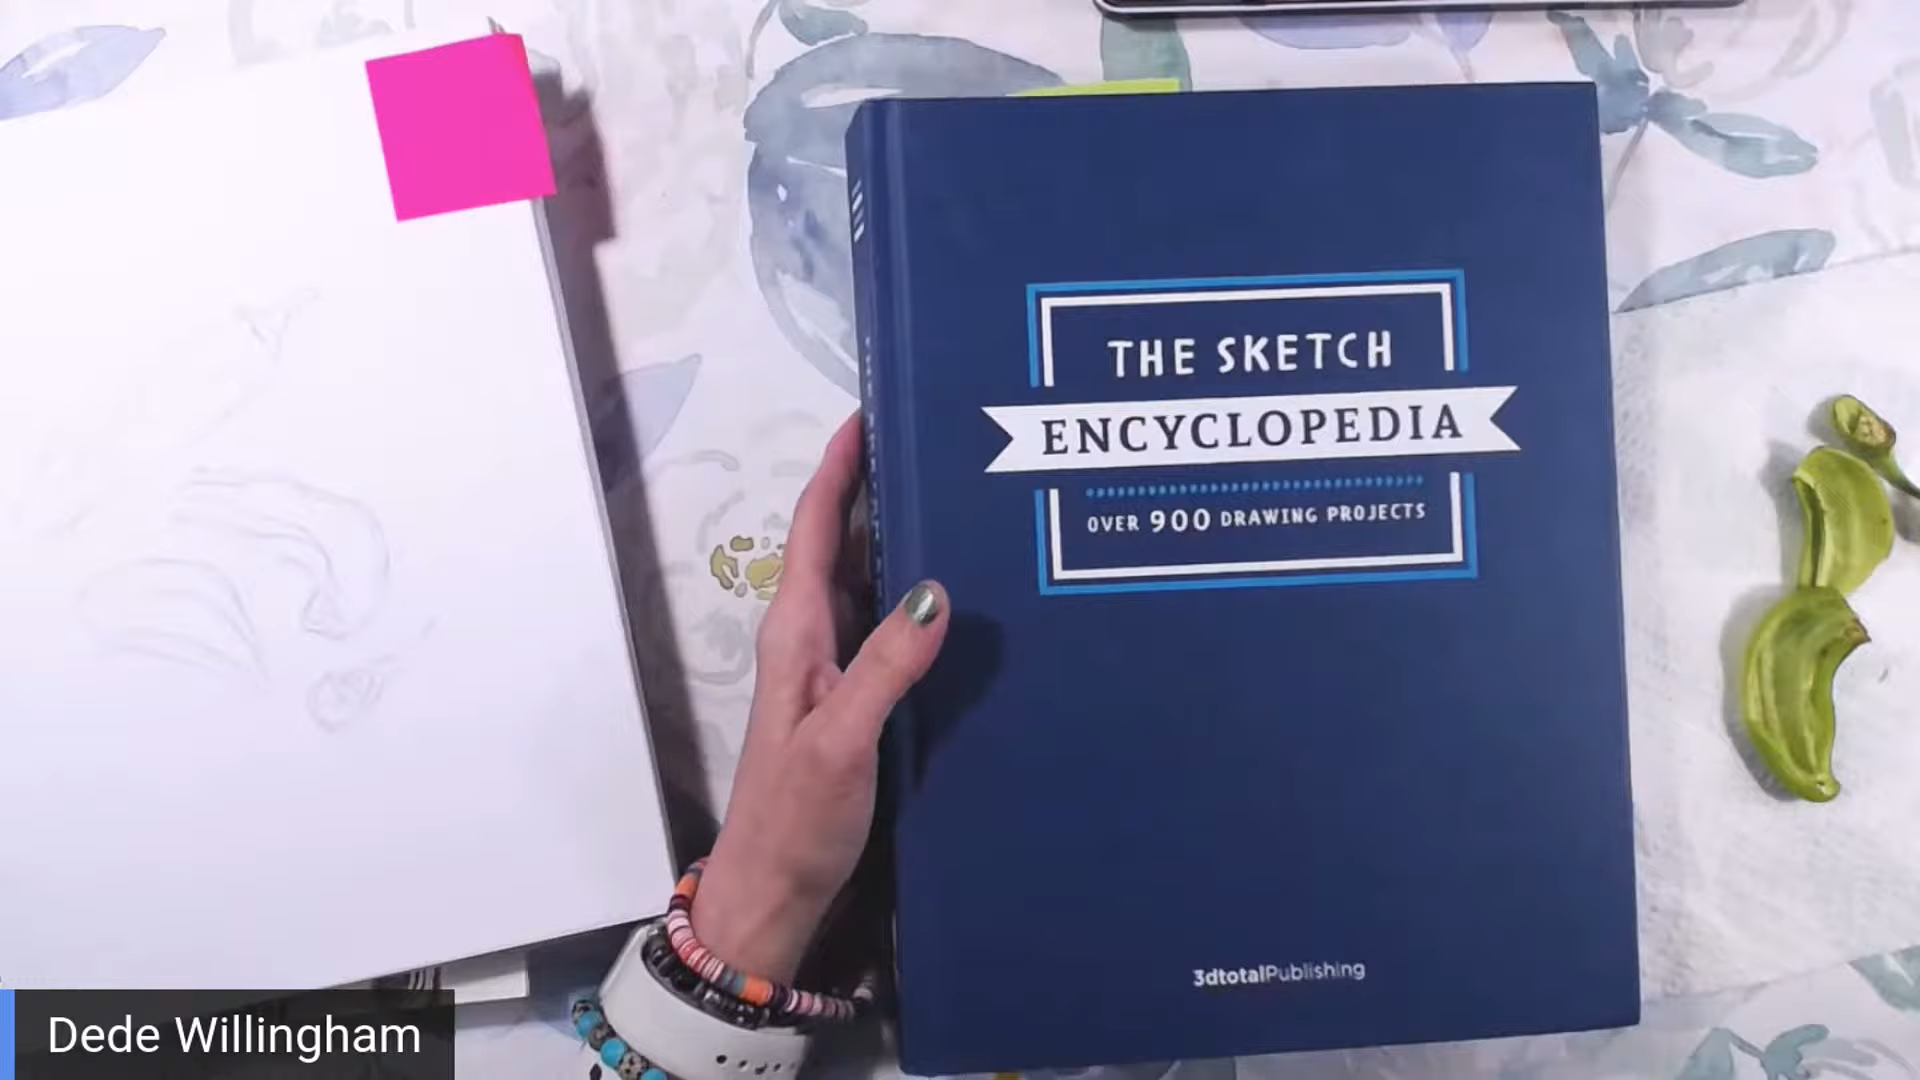 THE SKETCH
ENCYCLOPEDIA
OVER 900 DRAWING PROJECTS
3dtotalPublishing
Dede Willingham